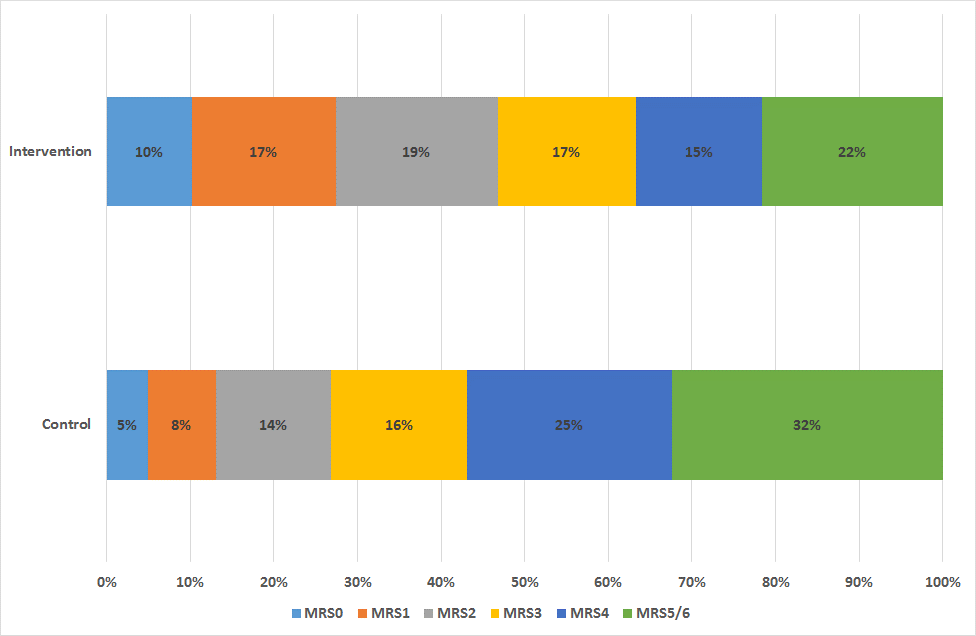 Intervention 10% 17% 19% 17% 15% 22%
Control 5% 8% 14% 16% 25% 32%
0% 10% 20% 30% 40% 50% 60% 70% 80% 90% 100%
MRS0 MRS1 MRS2 MRS3 MRS4 MRS5/6